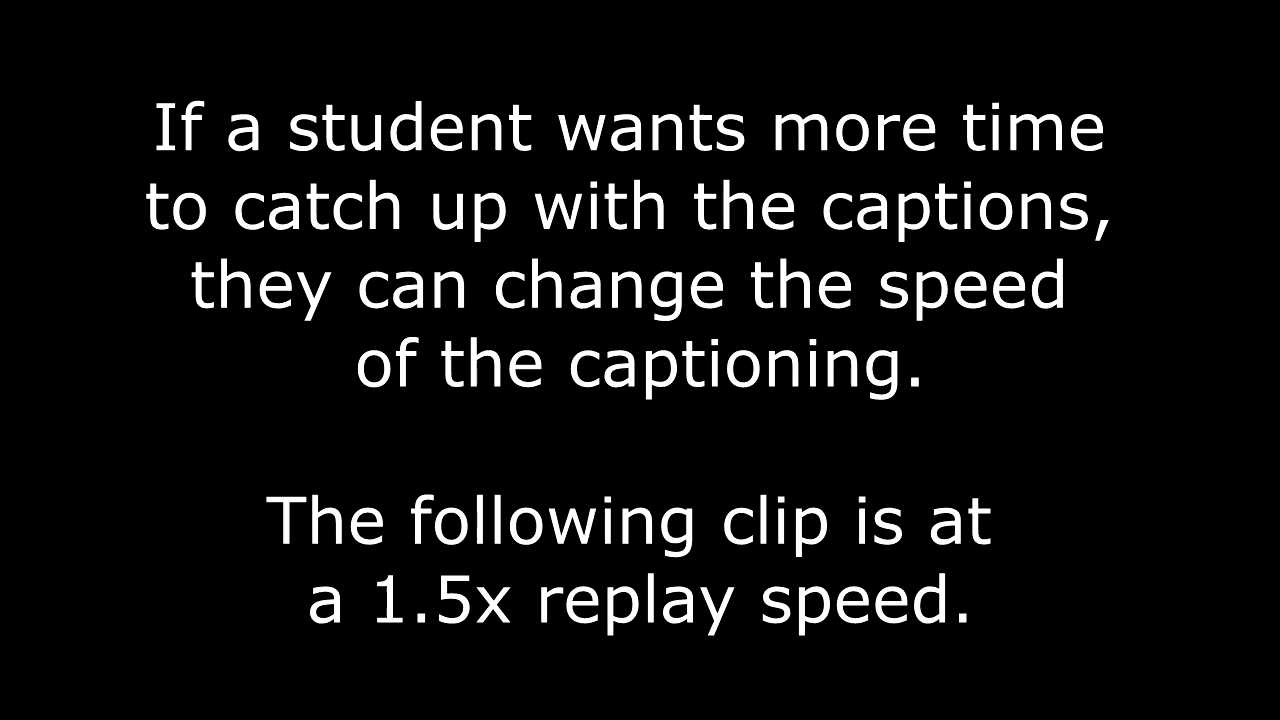 If a student wants more time
to catch up with the captions,
they can change the speed
of the captioning.
The following clip is at
a 1.5x replay speed.